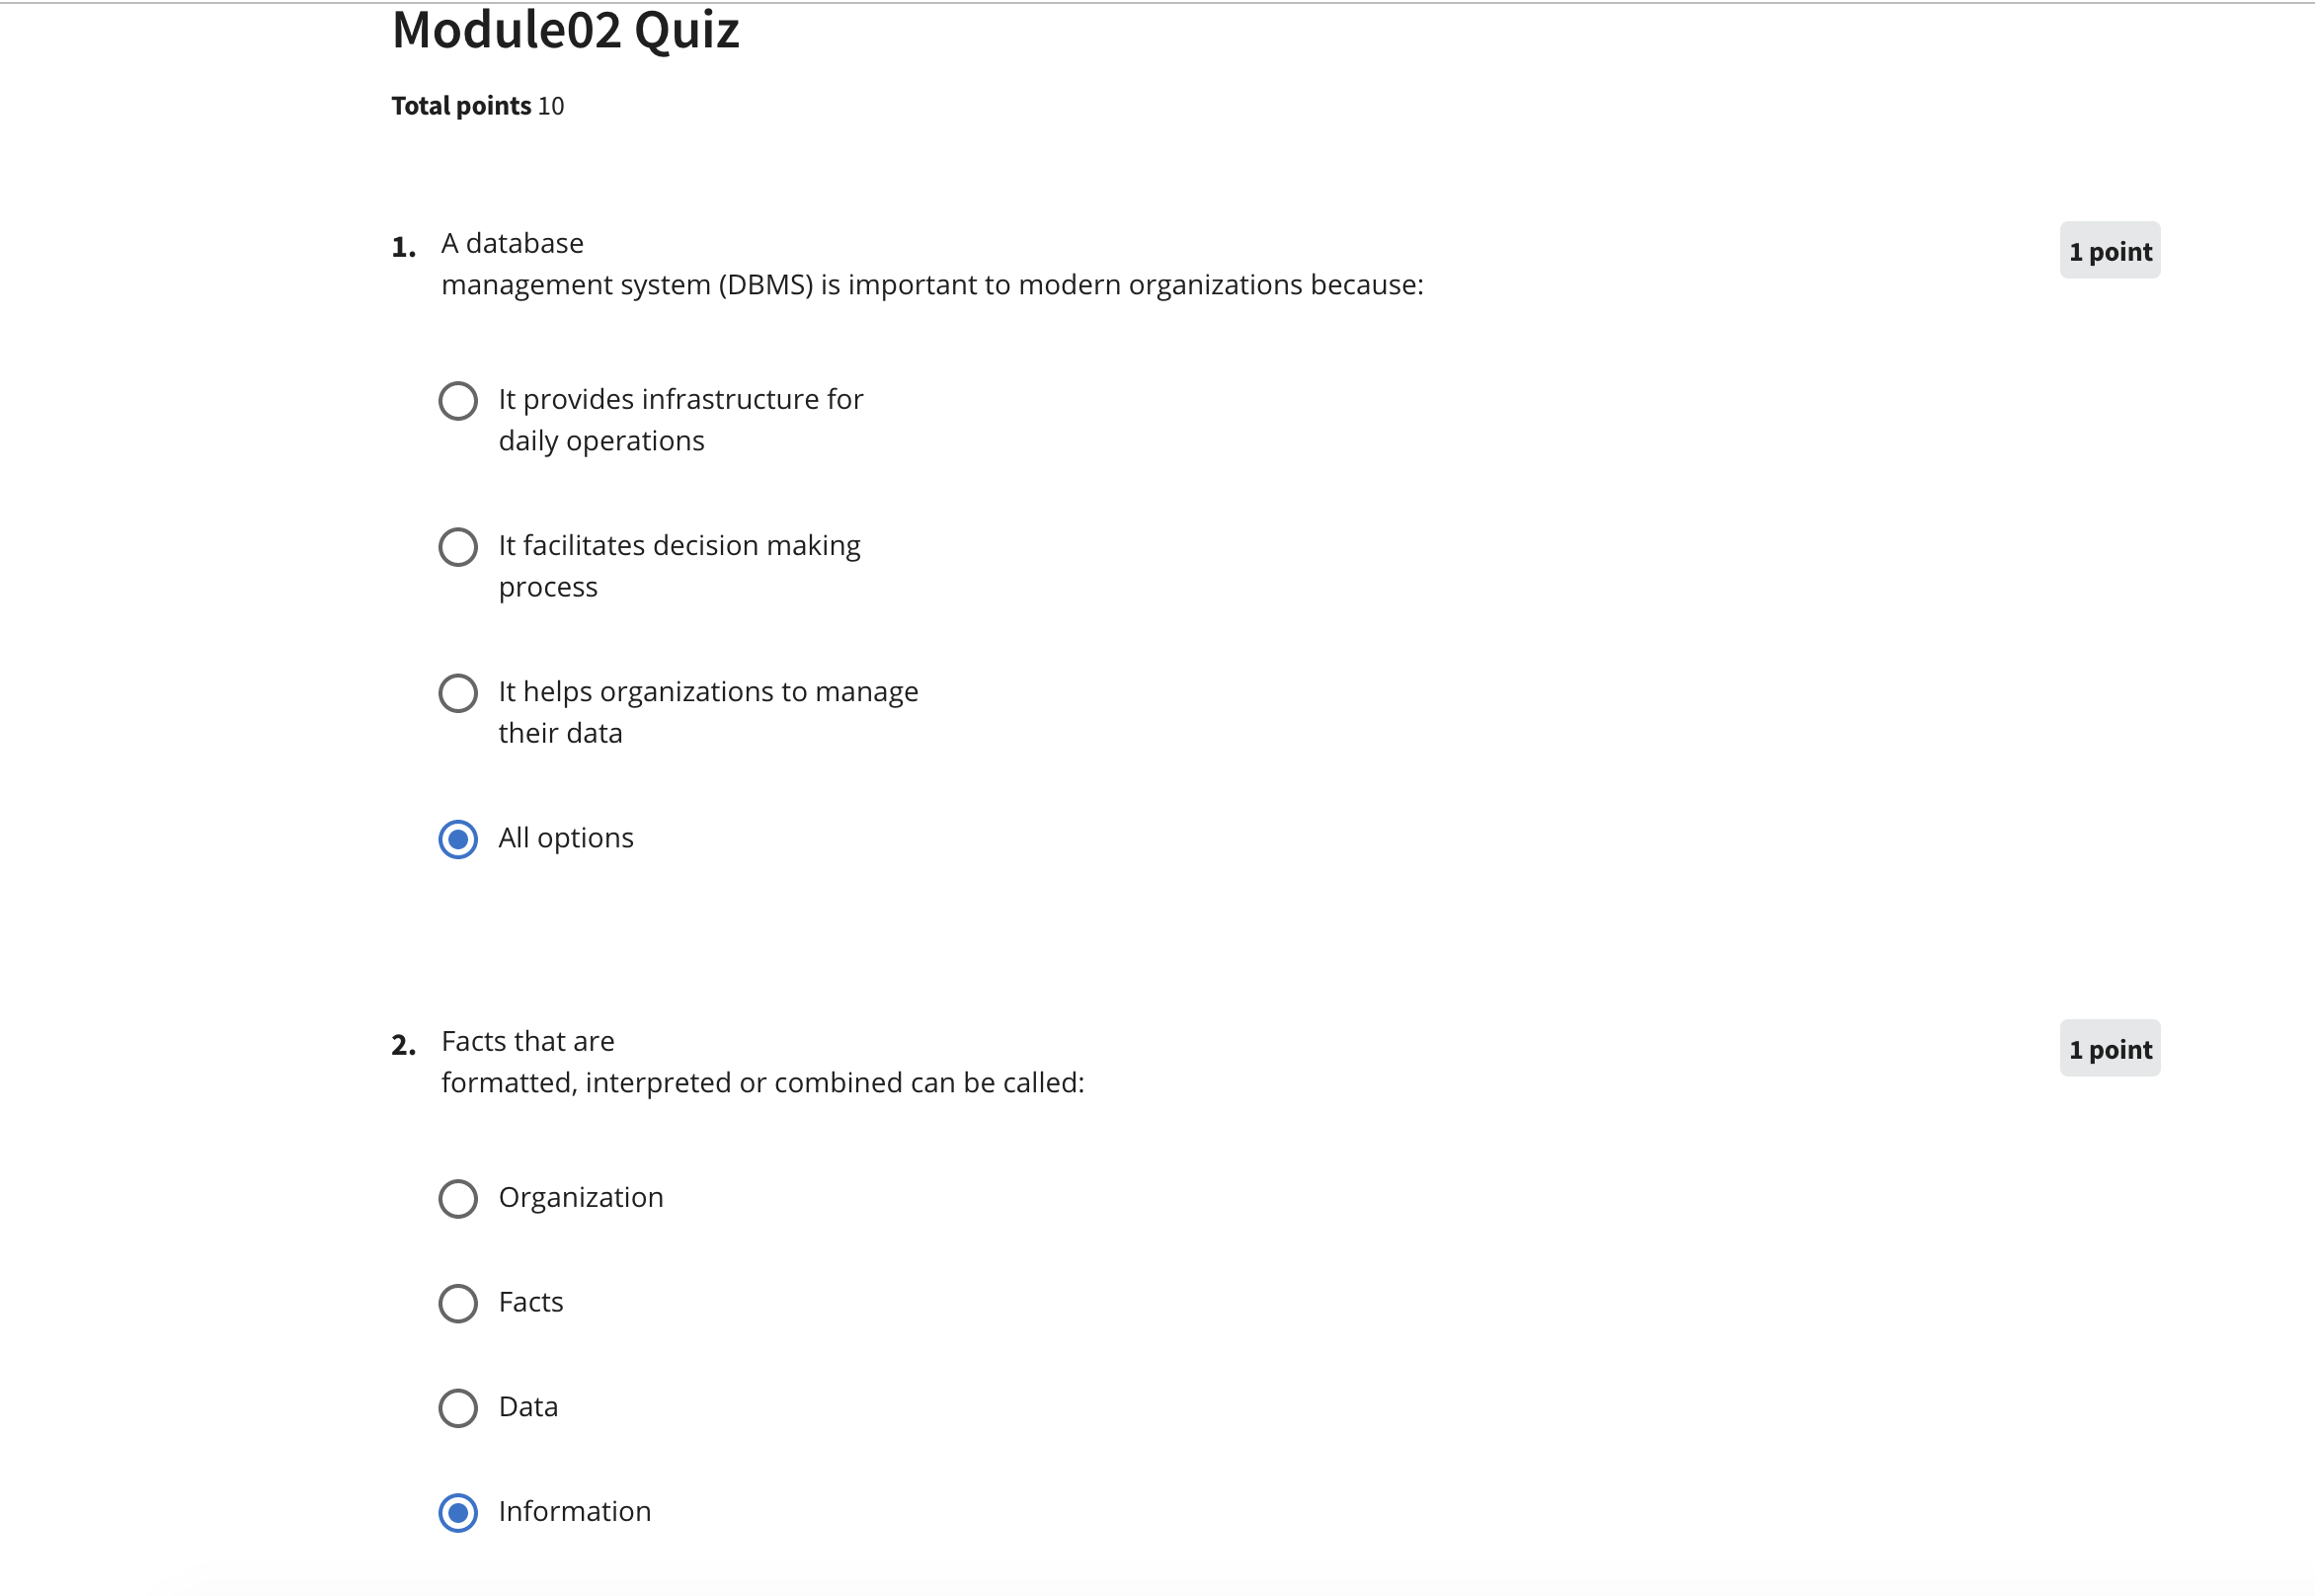 Module02 Quiz
Total points 10
1. A database 1 point
management system (DBMS) is important to modern organizations because:
It provides infrastructure for
daily operations
It facilitates decision making
process
It helps organizations to manage
their data
All options
2. Facts that are 1 point
formatted, interpreted or combined can be called:
Organization
Facts
Data
Information